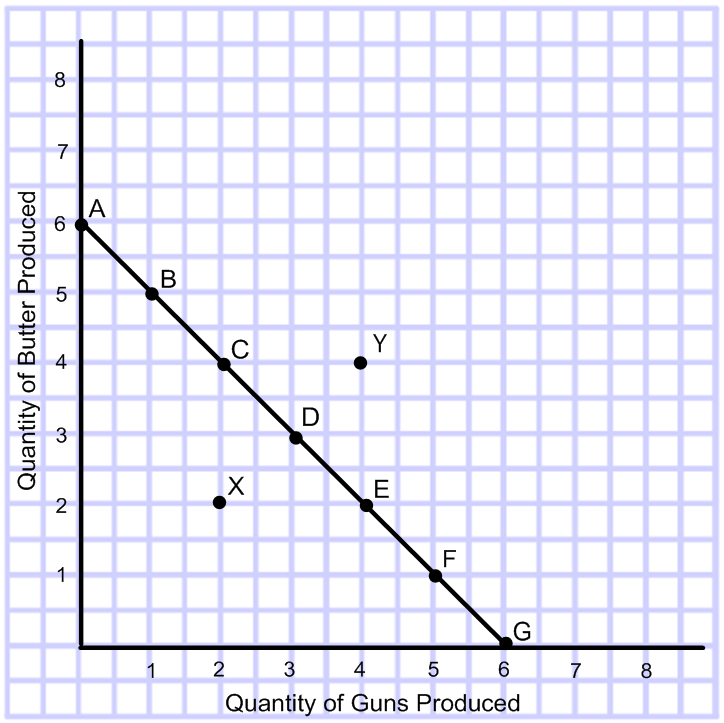 8
7
A
6
B
5
Y
C
4
D
3
X
E
2
F
1
G
1 2 3 4 5 6 7 8
Quantity of Butter Produced
Quantity of Guns Produced